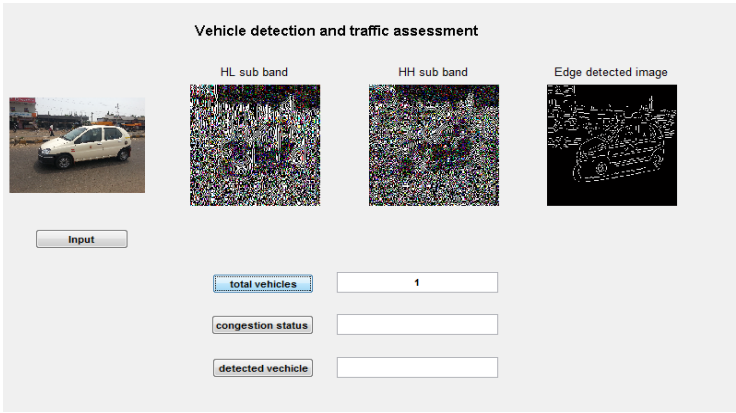 Vehicle detection and traffic assessment
HL sub band
HH sub band
Edge detected image
Input
total vehicles
1
congestion status
detected vechicle